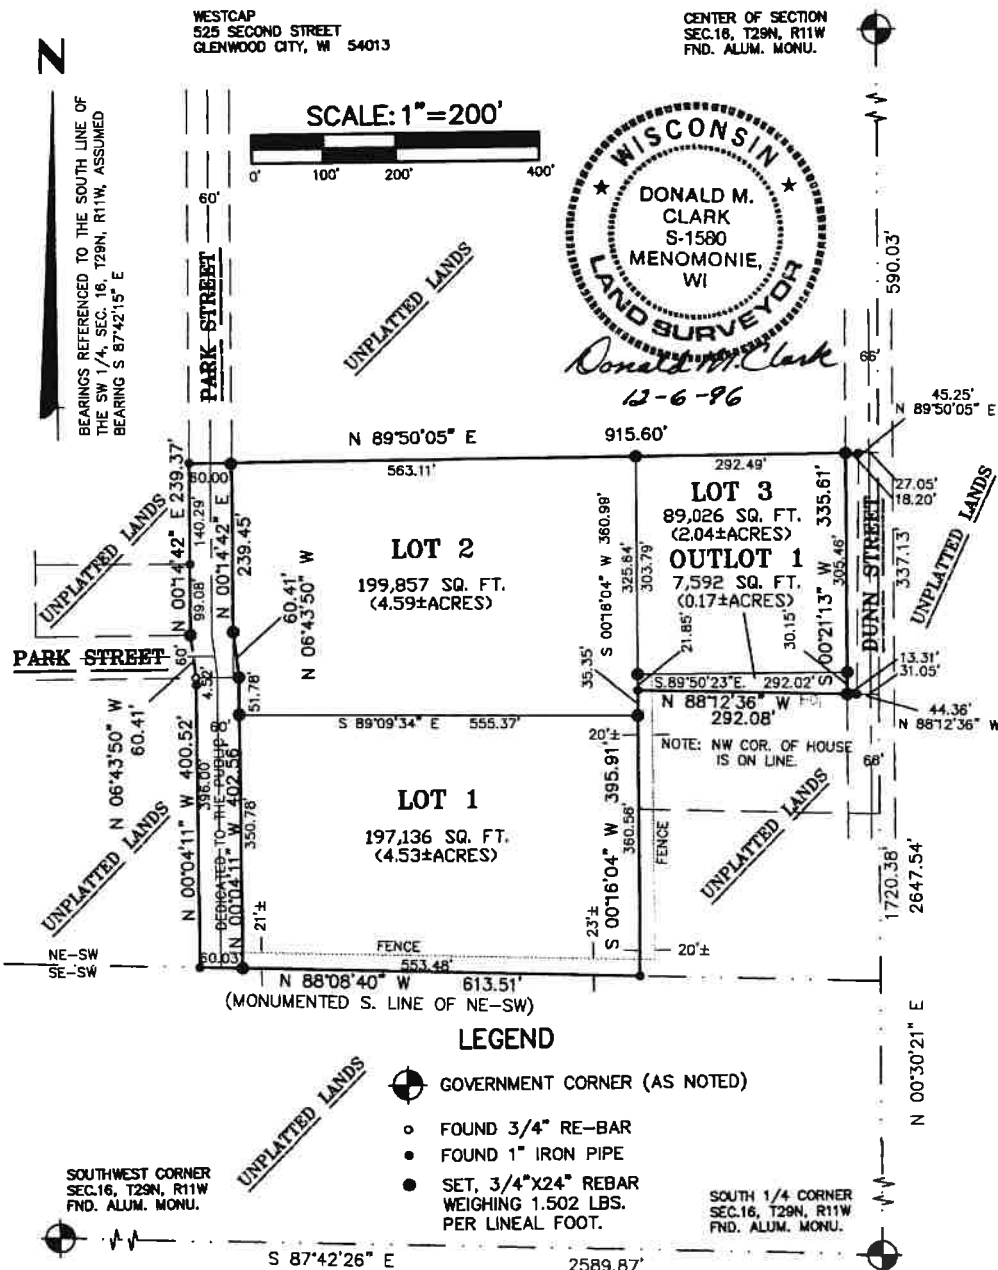 WESTCAP
525 SECOND STREET
GLENWOOD CITY, WI 54013
CENTER OF SECTION
SEC.16, T29N, R11W
FND. ALUM. MONU.
N
SCALE: 1"=200'
0'
100'
200'
400'
BEARINGS REFERENCED TO THE SOUTH LINE OF
THE SW 1/4, SEC. 16, T29N, R11W, ASSUMED
BEARING S 87°42'15" E
WISCONSIN
LAND SURVEYOR
DONALD M.
CLARK
S-1580
MENOMONIE,
WI
Donald M. Clark
12-6-96
60'
PARK STREET
UNPLATTED LANDS
590.03'
66'
45.25'
N 89°50'05" E
N 89°50'05" E
915.60'
60.00'
563.11'
292.49'
27.05'
18.20'
N 00°14'42" E 239.37'
140.29'
99.08'
N 00°14'42" E
239.45'
LOT 2
199,857 SQ. FT.
(4.59±ACRES)
LOT 3
89,026 SQ. FT.
(2.04±ACRES)
OUTLOT 1
7,592 SQ. FT.
(0.17±ACRES)
S 00°16'04" W 360.99'
325.64'
303.79'
S 00°21'13" W 335.61'
305.46'
DUNN STREET
337.13'
UNPLATTED LANDS
UNPLATTED LANDS
60.41'
N 06°43'50" W
21.85'
30.15'
35.35'
13.31'
31.05'
44.36'
N 88°12'36" W
PARK STREET
60'
4.52'
51.78'
S 89°50'23"E. 292.02'
N 88°12'36" W
292.08'
S 89°09'34" E 555.37'
20'±
NOTE: NW COR. OF HOUSE
IS ON LINE.
66'
N 06°43'50" W
60.41'
N 00°04'11" W 400.52'
396.00'
60'
DEDICATED TO THE PUBLIC
N 00°04'11" W 402.56'
350.78'
LOT 1
197,136 SQ. FT.
(4.53±ACRES)
S 00°16'04" W 395.91'
360.56'
FENCE
UNPLATTED LANDS
UNPLATTED LANDS
1720.38'
2647.54'
21'±
23'±
20'±
FENCE
NE-SW
SE-SW
60.03'
553.48'
N 88°08'40" W 613.51'
(MONUMENTED S. LINE OF NE-SW)
N 00°30'21" E
UNPLATTED LANDS
LEGEND
GOVERNMENT CORNER (AS NOTED)
FOUND 3/4" RE-BAR
FOUND 1" IRON PIPE
SET, 3/4"X24" REBAR
WEIGHING 1.502 LBS.
PER LINEAL FOOT.
SOUTHWEST CORNER
SEC.16, T29N, R11W
FND. ALUM. MONU.
SOUTH 1/4 CORNER
SEC.16, T29N, R11W
FND. ALUM. MONU.
S 87°42'26" E 2589.87'